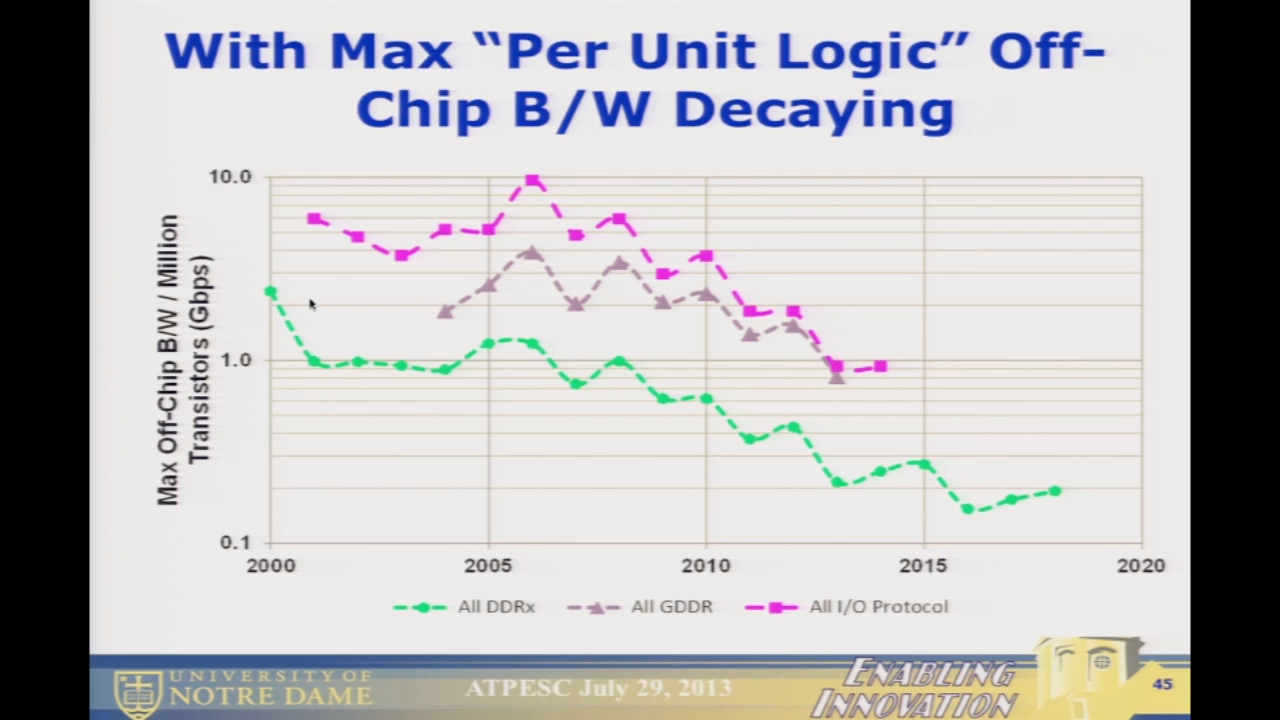 With Max “Per Unit Logic” Off-
Chip B/W Decaying
Max Off-Chip B/W / Million
Transistors (Gbps)
10.0
1.0
0.1
2000
2005
2010
2015
2020
All DDRx
All GDDR
All I/O Protocol
UNIVERSITY OF
NOTRE DAME
ATPESC July 29, 2013
ENABLING
INNOVATION
45